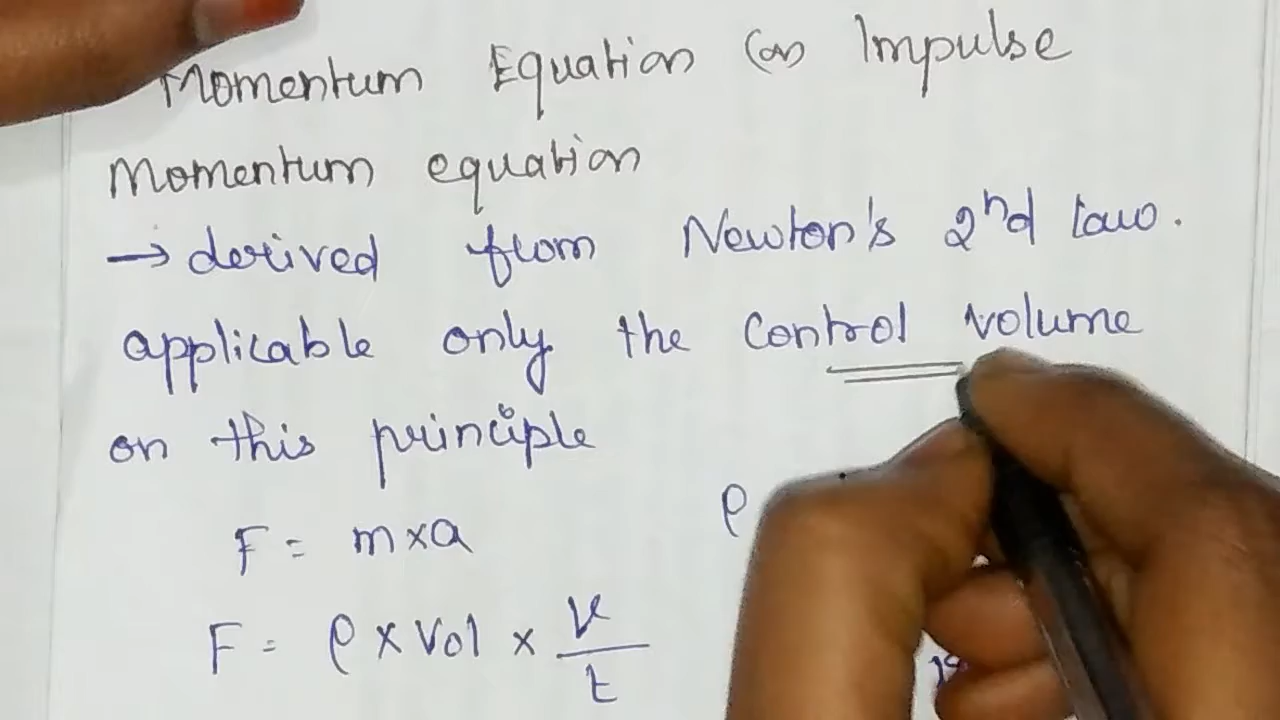 Momentum Equation (or) Impulse
Momentum equation
→ derived from Newton's 2nd law.
applicable only the control volume
on this principle
F = m×a
ρ
F = ρ × Vol × V/t